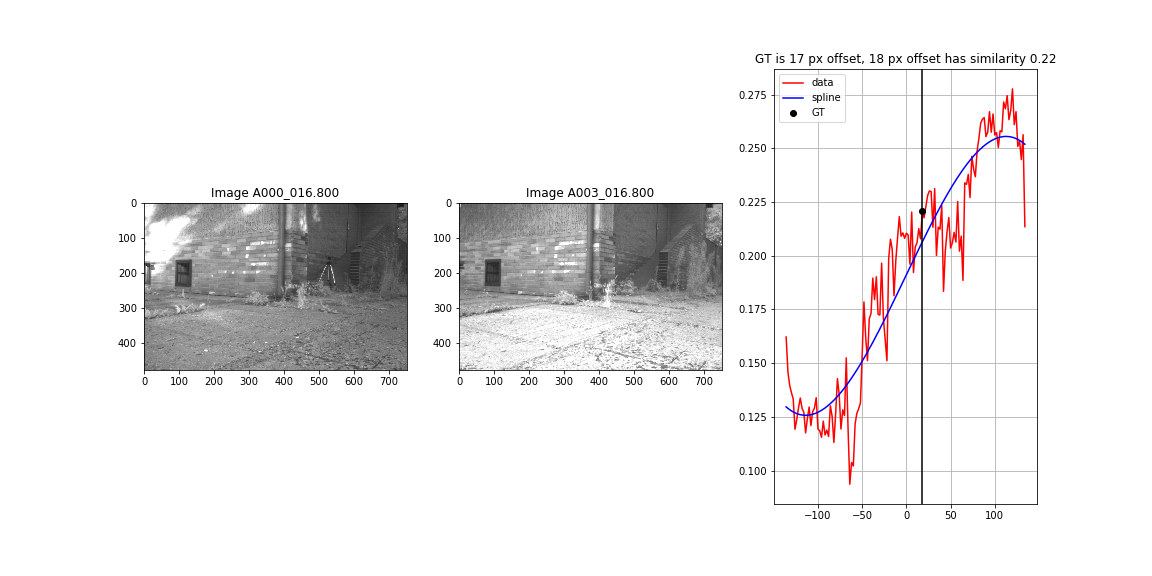 Image A000_016.800
0
100
200
300
400
0 100 200 300 400 500 600 700
Image A003_016.800
0
100
200
300
400
0 100 200 300 400 500 600 700
GT is 17 px offset, 18 px offset has similarity 0.22
data
spline
GT
0.275
0.250
0.225
0.200
0.175
0.150
0.125
0.100
−100 −50 0 50 100